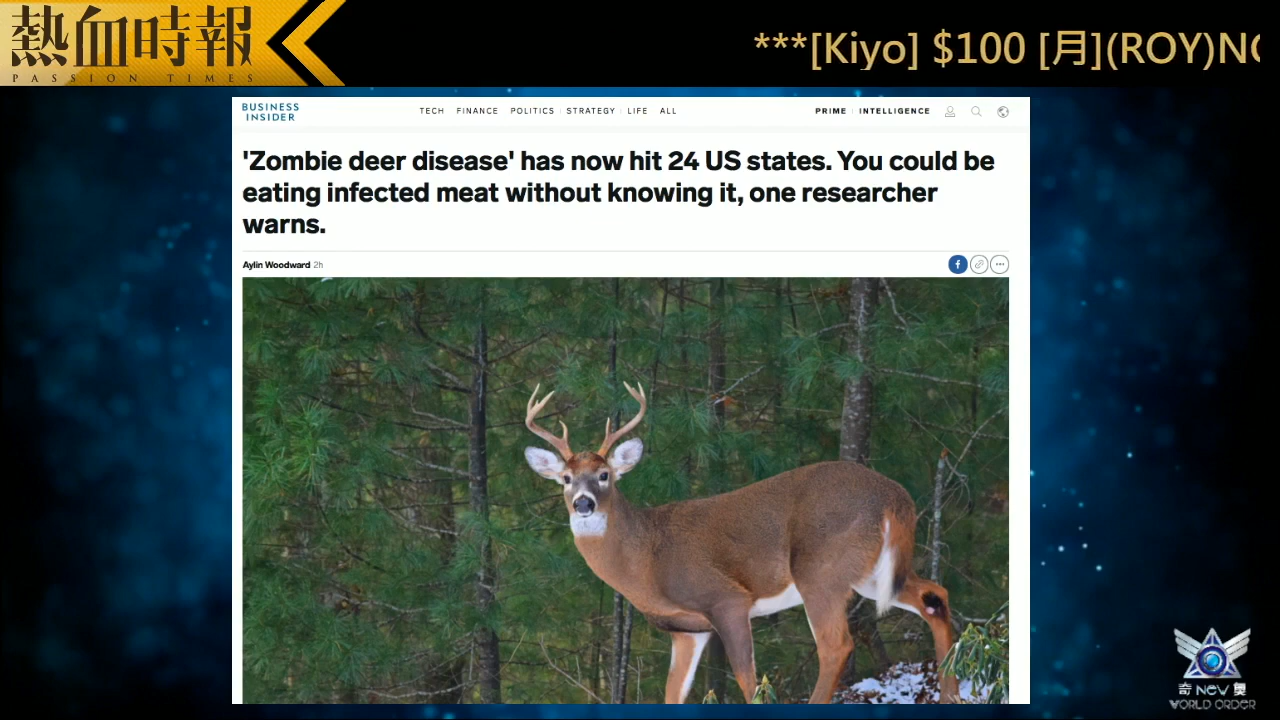 熱血時報
PASSION TIMES
***[Kiyo] $100 [月](ROY)NO
BUSINESS
INSIDER
TECH FINANCE POLITICS STRATEGY LIFE ALL
PRIME INTELLIGENCE
'Zombie deer disease' has now hit 24 US states. You could be
eating infected meat without knowing it, one researcher
warns.
Aylin Woodward 2h
奇 NEW 奧
WORLD ORDER